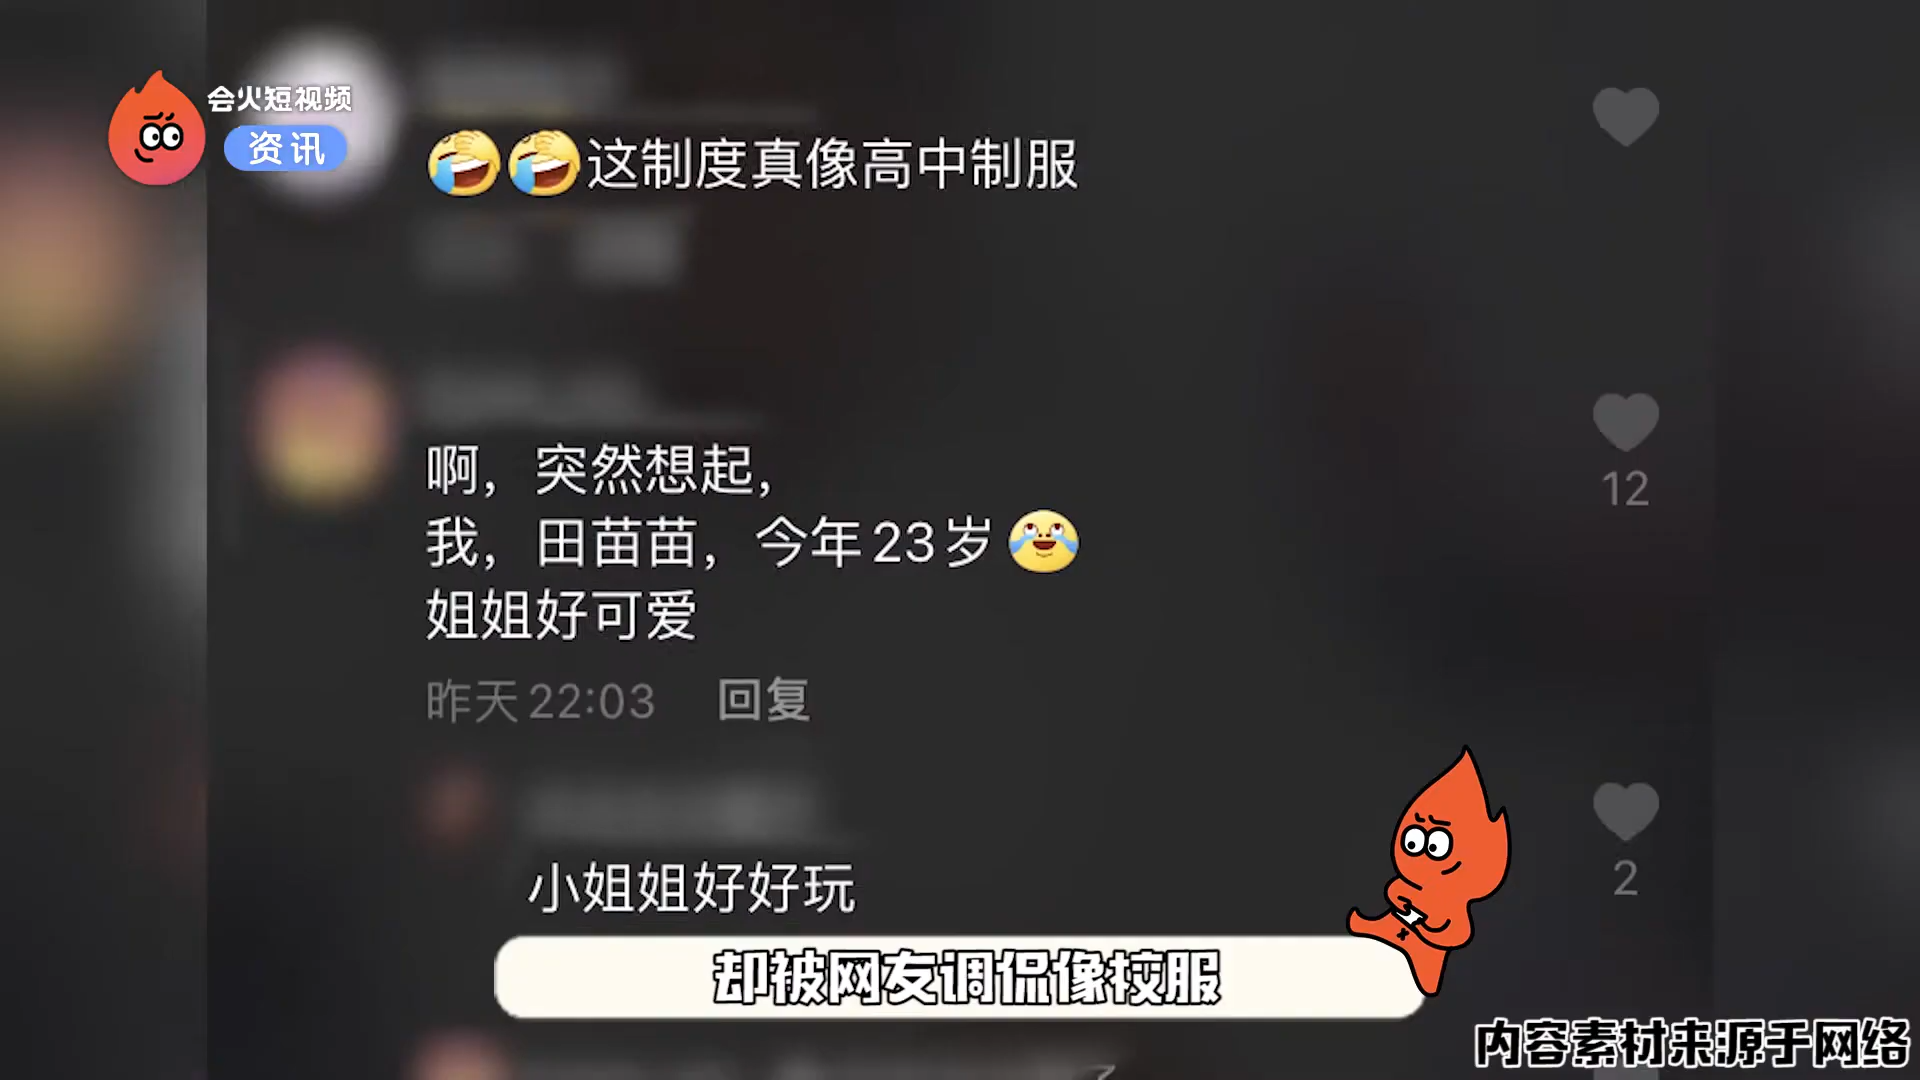 会火短视频
资讯
这制度真像高中制服
啊，突然想起，
我，田苗苗，今年23岁
姐姐好可爱
12
昨天22:03 回复
小姐姐好好玩
2
却被网友调侃像校服
内容素材来源于网络